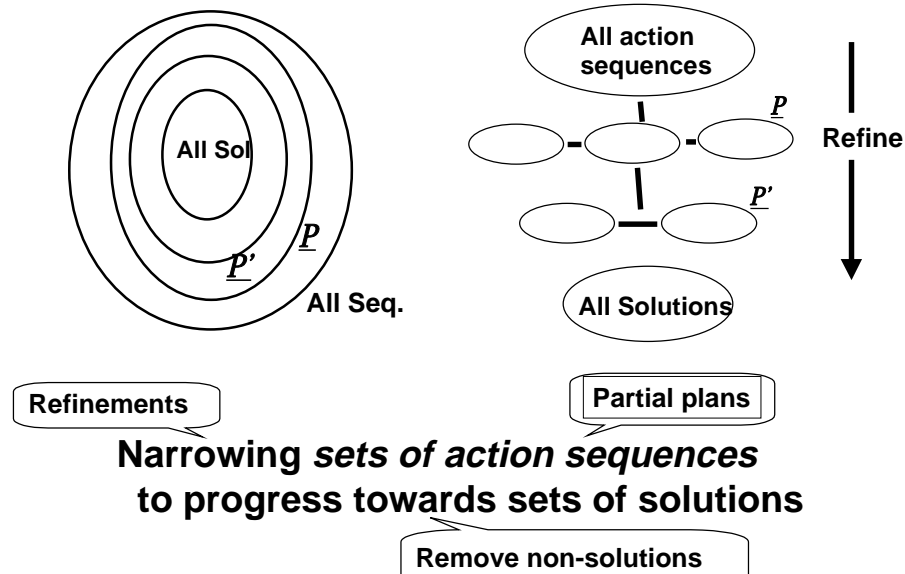 All Sol
P
P'
All Seq.
All action
sequences
P
Refine
P'
All Solutions
Refinements
Partial plans
Narrowing sets of action sequences
to progress towards sets of solutions
Remove non-solutions